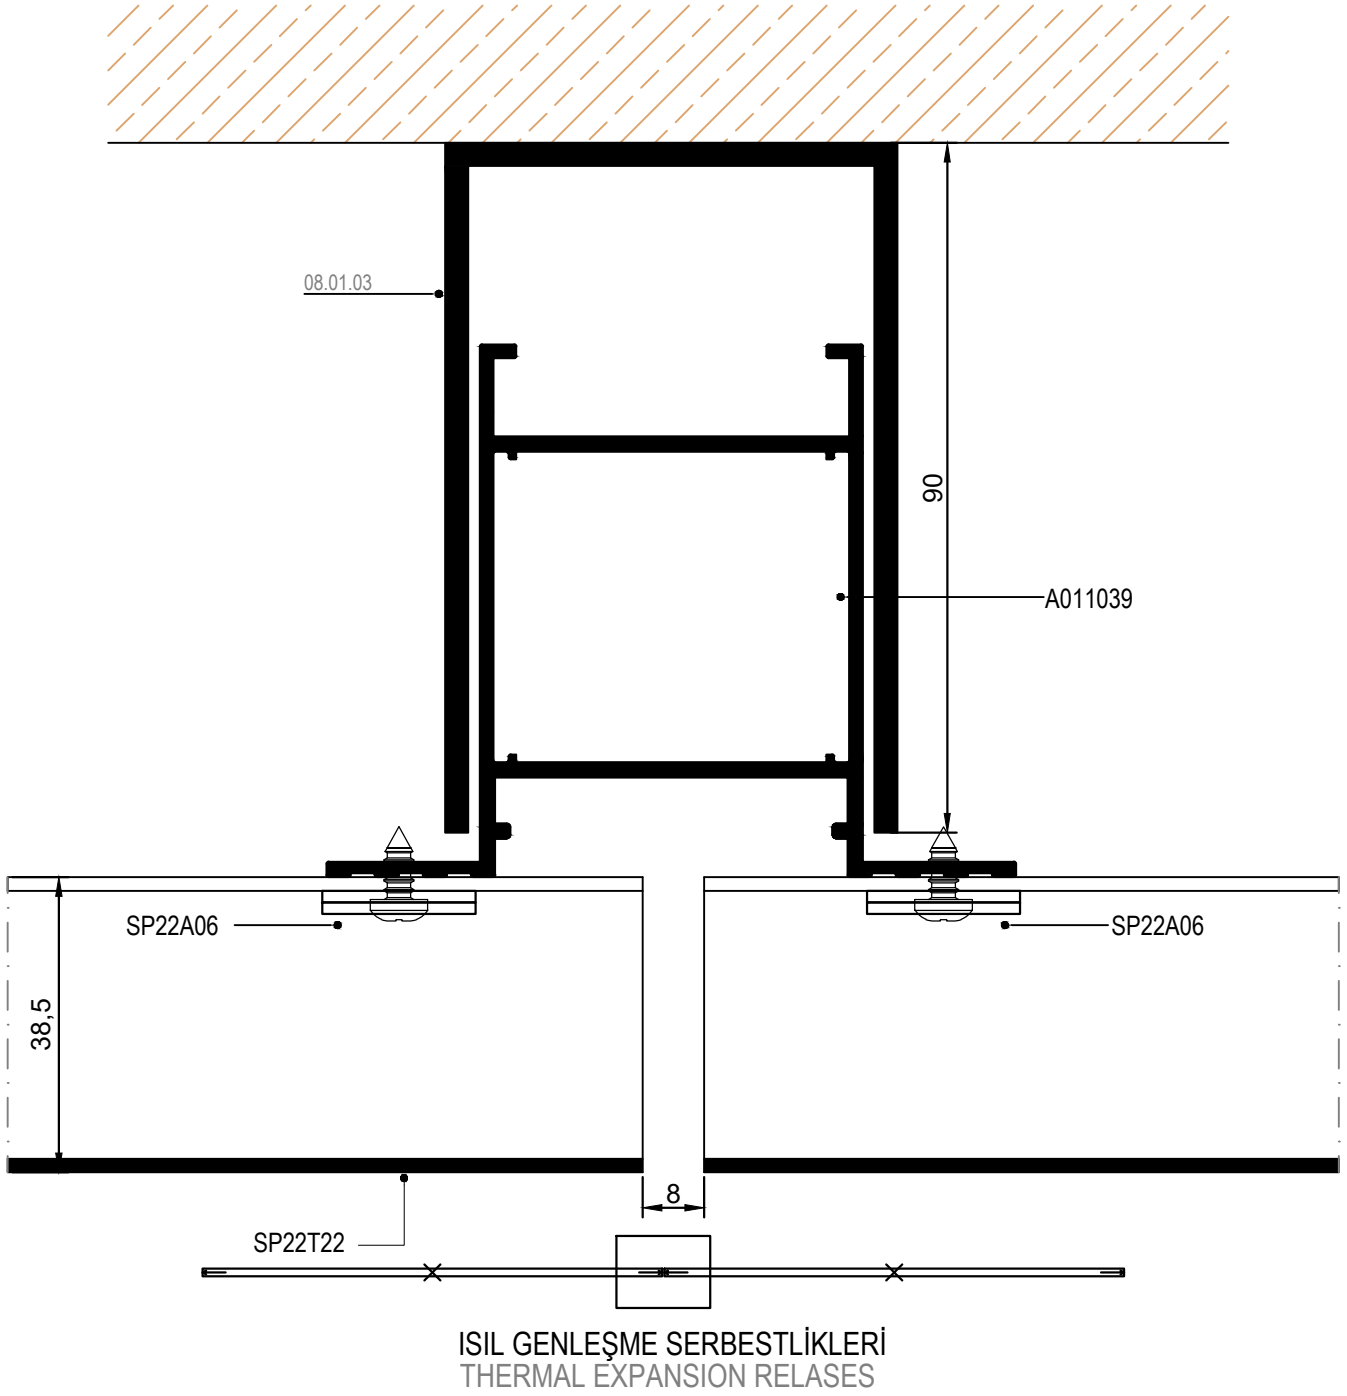 08.01.03
90
A011039
SP22A06
SP22A06
38,5
8
SP22T22
ISIL GENLEŞME SERBESTLİKLERİ
THERMAL EXPANSION RELASES